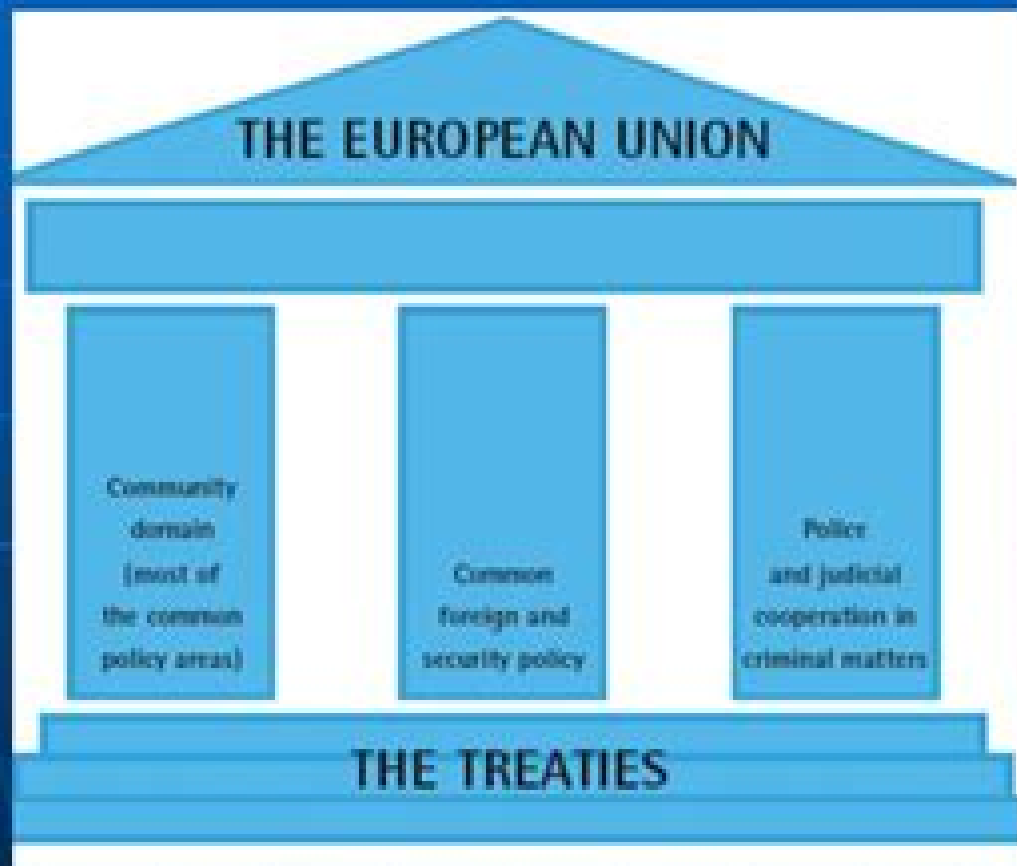 THE EUROPEAN UNION
Community
domain
(most of
the common
policy areas)
Common
foreign and
security policy
Police
and judicial
cooperation in
criminal matters
THE TREATIES